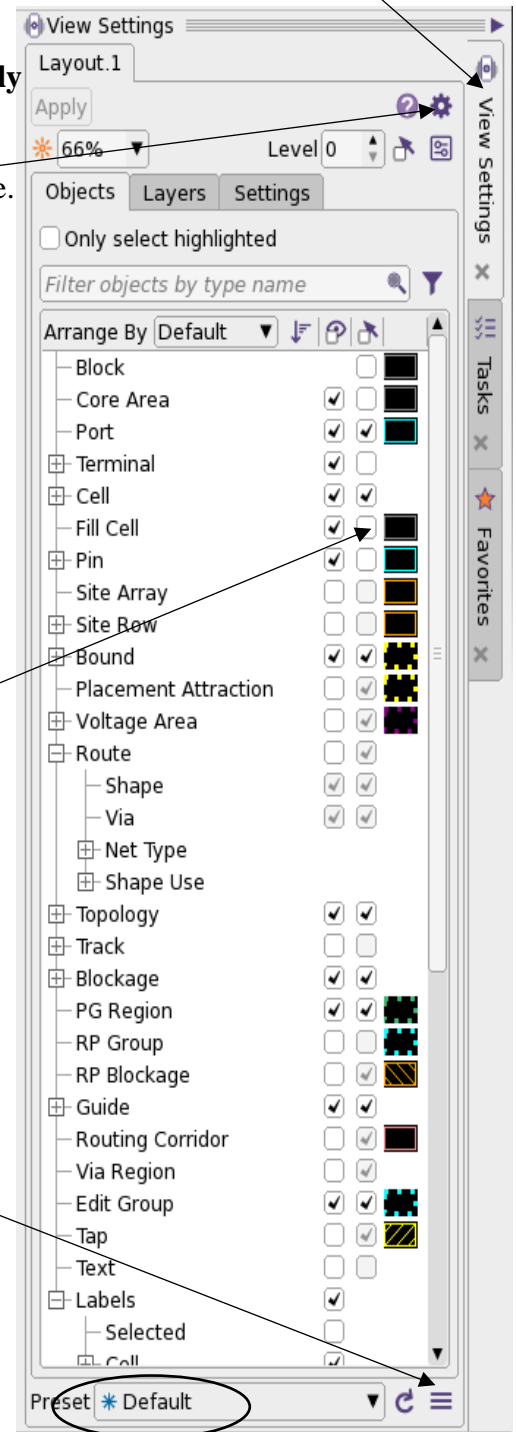 View Settings
Layout.1
ly
Apply
66%
Level 0
e.
Objects Layers Settings
Only select highlighted
Filter objects by type name
Arrange By Default
Block
Core Area
Port
Terminal
Cell
Fill Cell
Pin
Site Array
Site Row
Bound
Placement Attraction
Voltage Area
Route
Shape
Via
Net Type
Shape Use
Topology
Track
Blockage
PG Region
RP Group
RP Blockage
Guide
Routing Corridor
Via Region
Edit Group
Tap
Text
Labels
Selected
Cell
Preset Default
View Settings
Tasks
Favorites